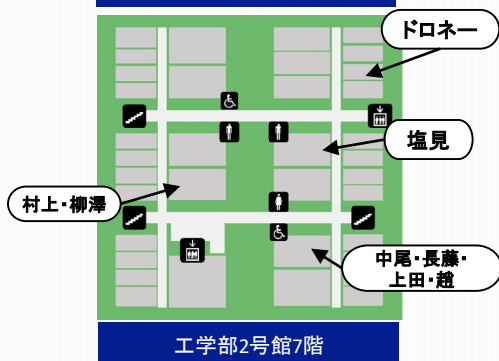 ドロネー
塩見
村上・柳澤
中尾・長藤・
上田・趙
工学部2号館7階